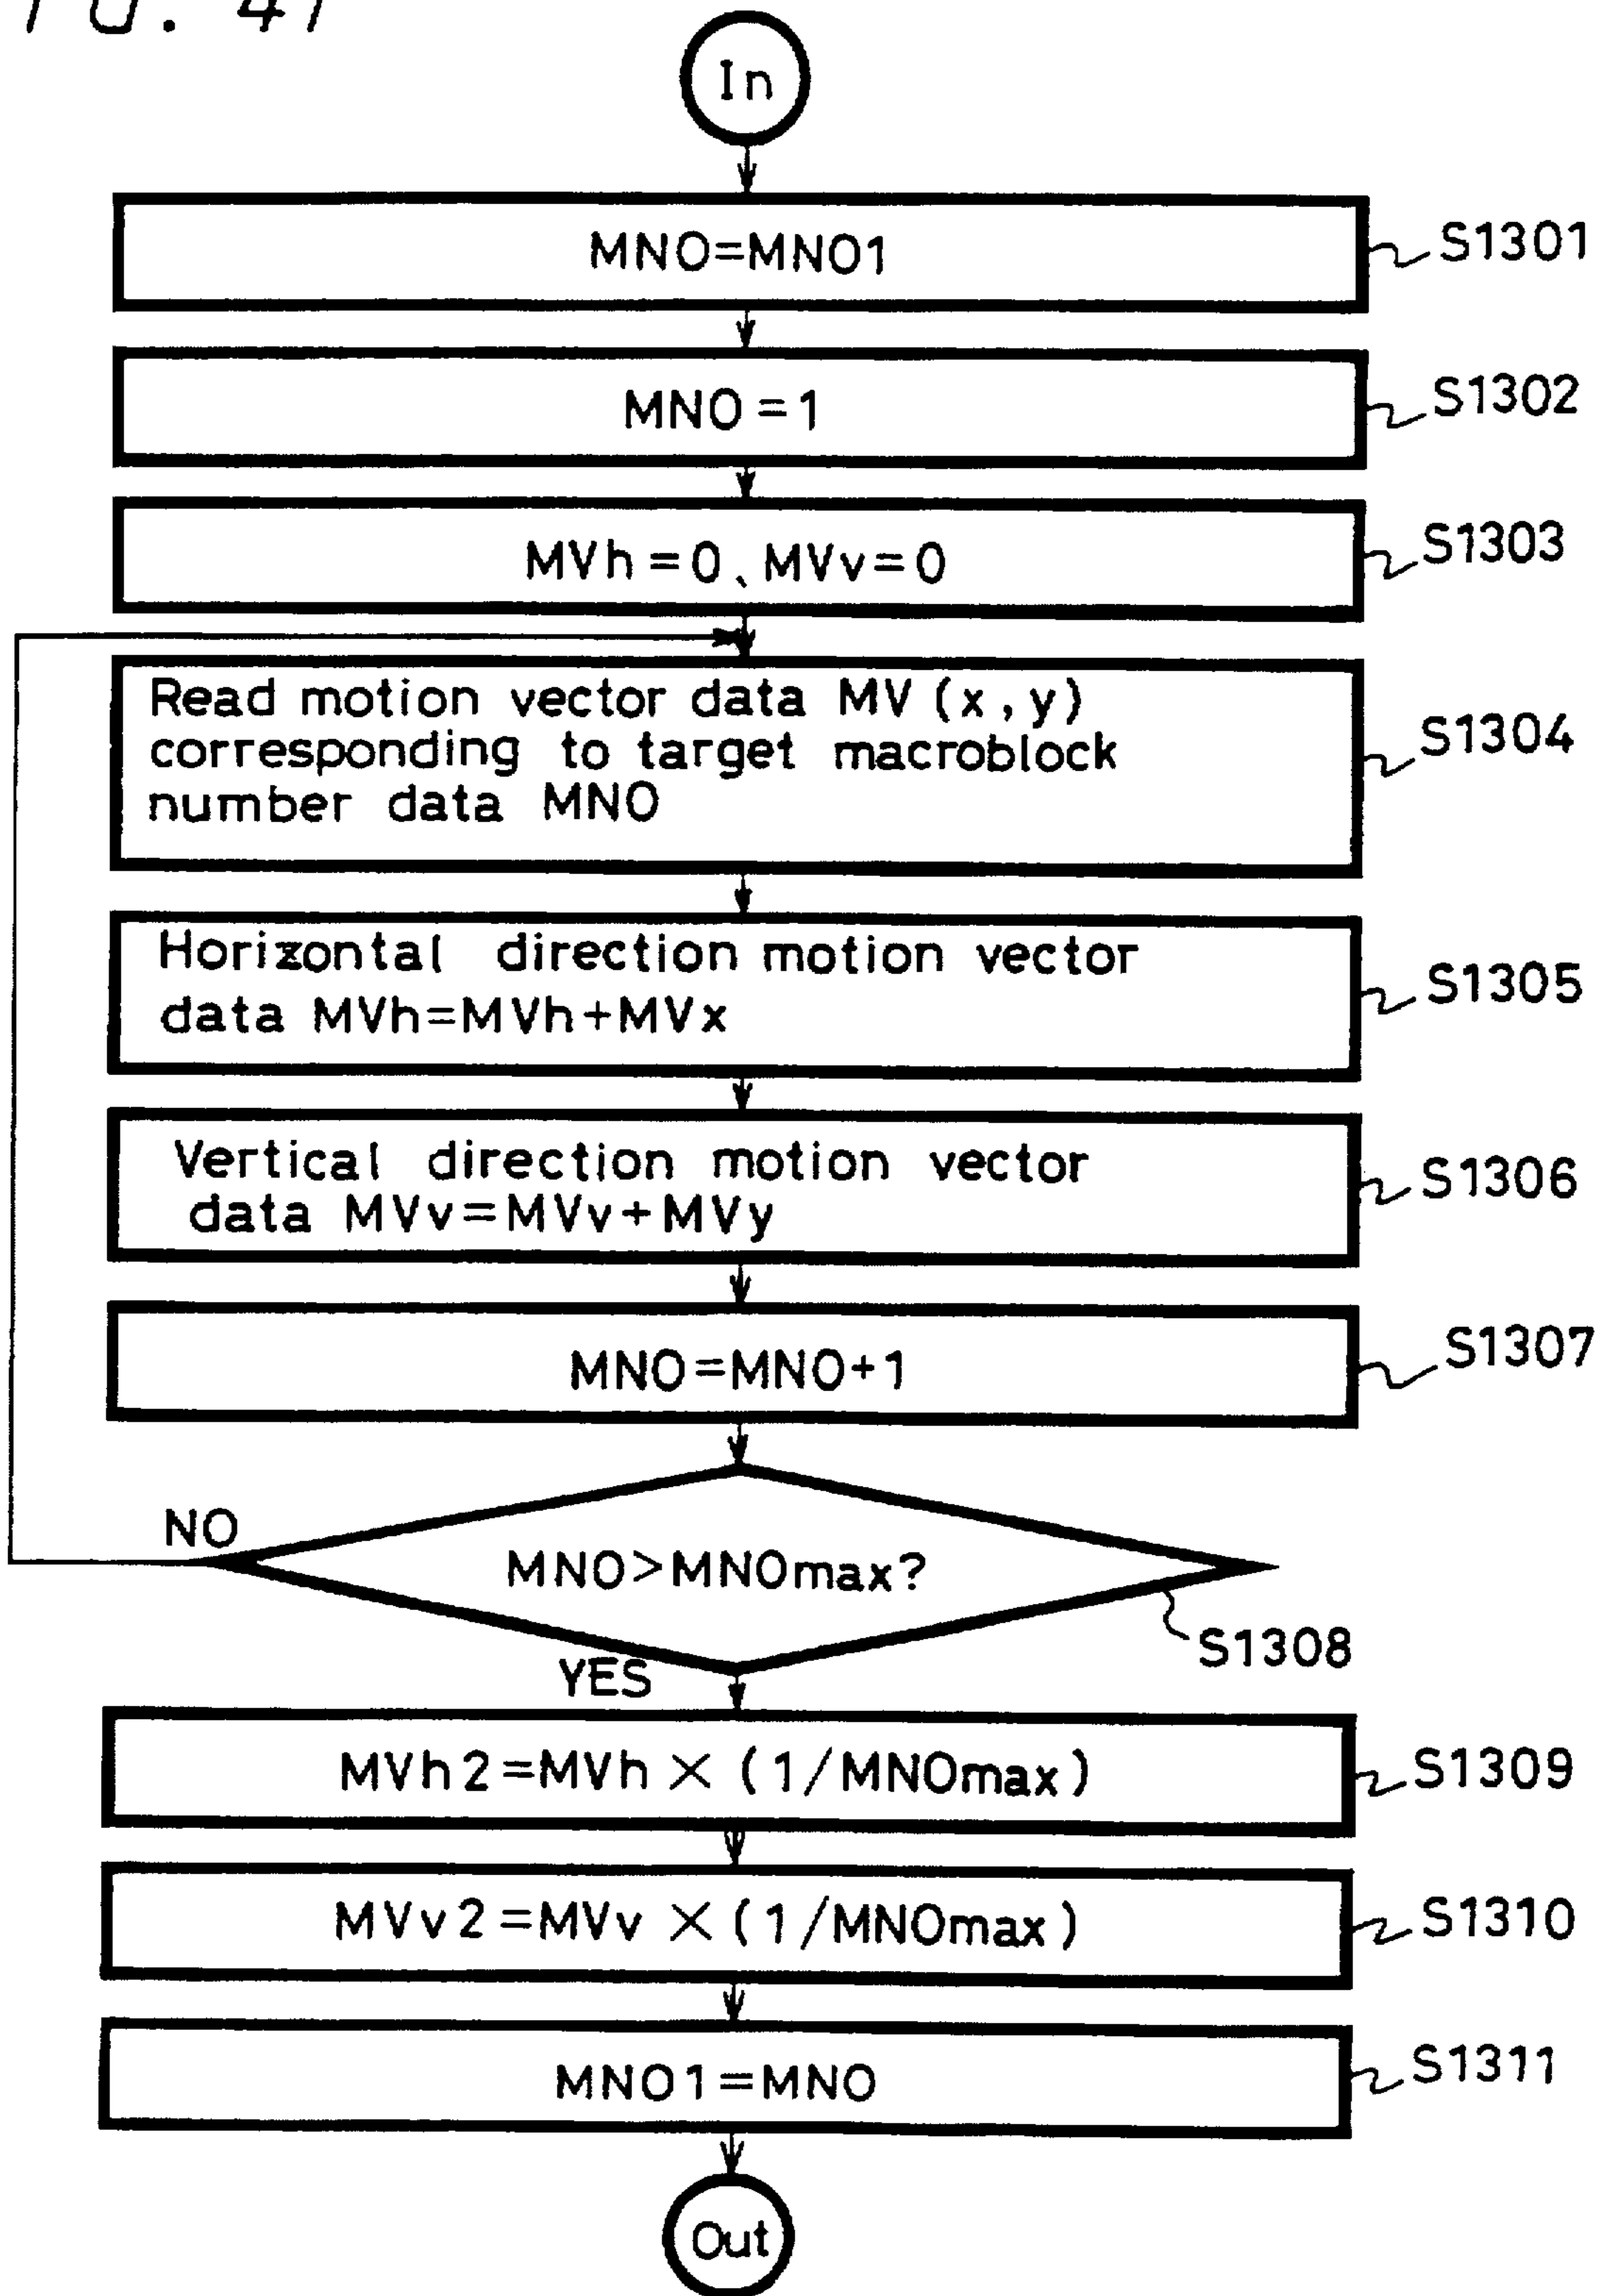 FIG. 41
In
MNO=MNO1
S1301
MNO=1
S1302
MVh=0、MVv=0
S1303
Read motion vector data MV(x,y)
corresponding to target macroblock
number data MNO
S1304
Horizontal direction motion vector
data MVh=MVh+MVx
S1305
Vertical direction motion vector
data MVv=MVv+MVy
S1306
MNO=MNO+1
S1307
NO
MNO>MNOmax?
S1308
YES
MVh2=MVh×(1/MNOmax)
S1309
MVv2=MVv×(1/MNOmax)
S1310
MNO1=MNO
S1311
Out